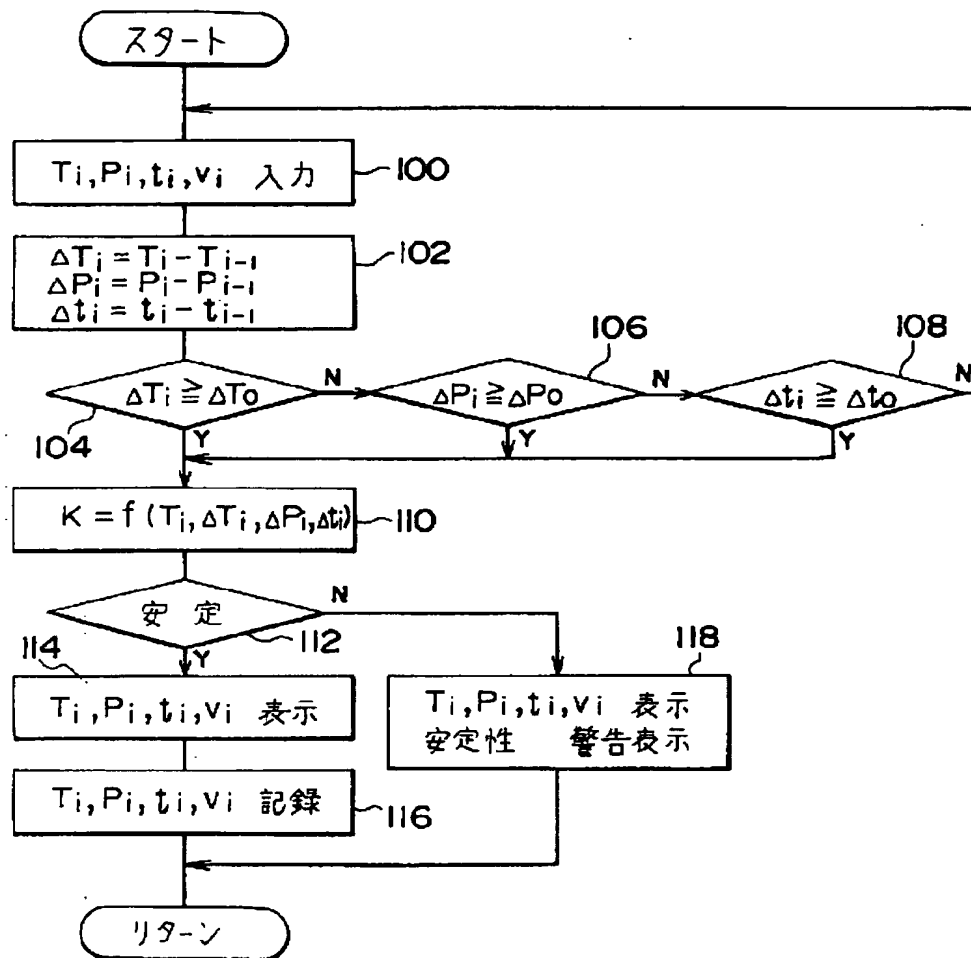 スタート
Ti, Pi, ti, vi 入力
100
ΔTi = Ti - Ti-1
ΔPi = Pi - Pi-1
Δti = ti - ti-1
102
ΔTi ≧ ΔTo
N
104
Y
ΔPi ≧ ΔPo
106
N
Y
Δti ≧ Δto
108
N
Y
K = f (Ti, ΔTi, ΔPi, Δti)
110
安 定
N
112
Y
114
Ti, Pi, ti, vi 表示
118
Ti, Pi, ti, vi 表示
安定性 警告表示
Ti, Pi, ti, vi 記録
116
リターン